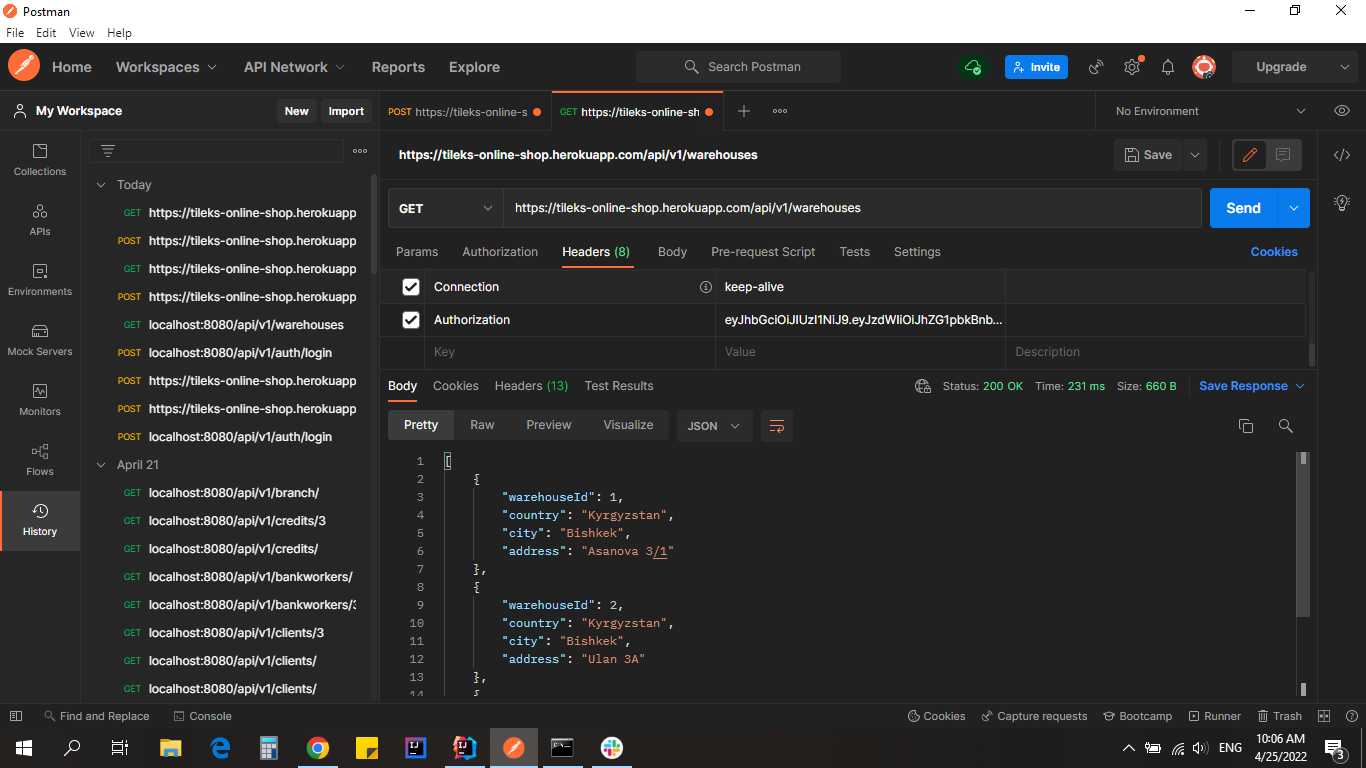 Postman
File Edit View Help
Home Workspaces API Network Reports Explore Search Postman Invite Upgrade
My Workspace New Import
POST https://tileks-online-s GET https://tileks-online-sh No Environment
https://tileks-online-shop.herokuapp.com/api/v1/warehouses Save
Collections
APIs
Environments
Mock Servers
Monitors
Flows
History
Today
GET https://tileks-online-shop.herokuapp
POST https://tileks-online-shop.herokuapp
GET https://tileks-online-shop.herokuapp
POST https://tileks-online-shop.herokuapp
GET localhost:8080/api/v1/warehouses
POST localhost:8080/api/v1/auth/login
POST https://tileks-online-shop.herokuapp
POST https://tileks-online-shop.herokuapp
POST localhost:8080/api/v1/auth/login
April 21
GET localhost:8080/api/v1/branch/
GET localhost:8080/api/v1/credits/3
GET localhost:8080/api/v1/credits/
GET localhost:8080/api/v1/bankworkers/
GET localhost:8080/api/v1/bankworkers/3
GET localhost:8080/api/v1/clients/3
GET localhost:8080/api/v1/clients/
GET localhost:8080/api/v1/clients/
GET https://tileks-online-shop.herokuapp.com/api/v1/warehouses Send
Params Authorization Headers (8) Body Pre-request Script Tests Settings Cookies
Connection keep-alive
Authorization eyJhbGciOiJIUzI1NiJ9.eyJzdWIiOiJhZG1pbkBnb...
Key Value Description
Body Cookies Headers (13) Test Results Status: 200 OK Time: 231 ms Size: 660 B Save Response
Pretty Raw Preview Visualize JSON
1 [
2 {
3 "warehouseId": 1,
4 "country": "Kyrgyzstan",
5 "city": "Bishkek",
6 "address": "Asanova 3/1"
7 },
8 {
9 "warehouseId": 2,
10 "country": "Kyrgyzstan",
11 "city": "Bishkek",
12 "address": "Ulan 3A"
13 },
14 {
Find and Replace Console Cookies Capture requests Bootcamp Runner Trash
ENG 10:06 AM
4/25/2022 3